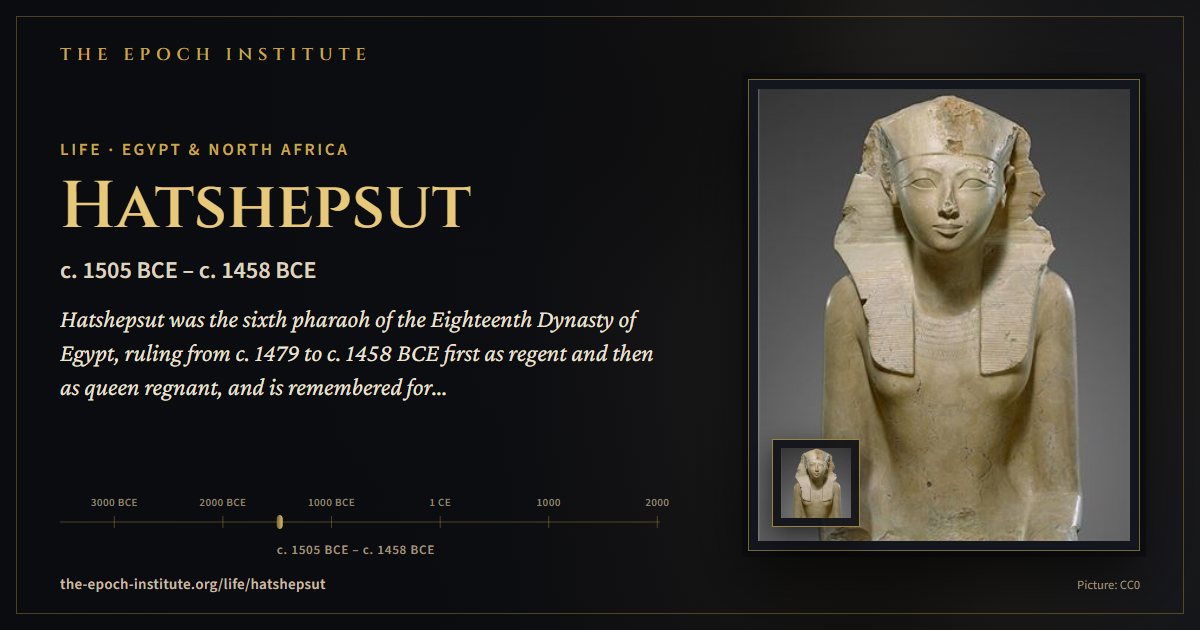 THE EPOCH INSTITUTE
LIFE · EGYPT & NORTH AFRICA
HATSHEPSUT
c. 1505 BCE – c. 1458 BCE
Hatshepsut was the sixth pharaoh of the Eighteenth Dynasty of
Egypt, ruling from c. 1479 to c. 1458 BCE first as regent and then
as queen regnant, and is remembered for...
3000 BCE 2000 BCE 1000 BCE 1 CE 1000 2000
c. 1505 BCE – c. 1458 BCE
the-epoch-institute.org/life/hatshepsut
Picture: CC0